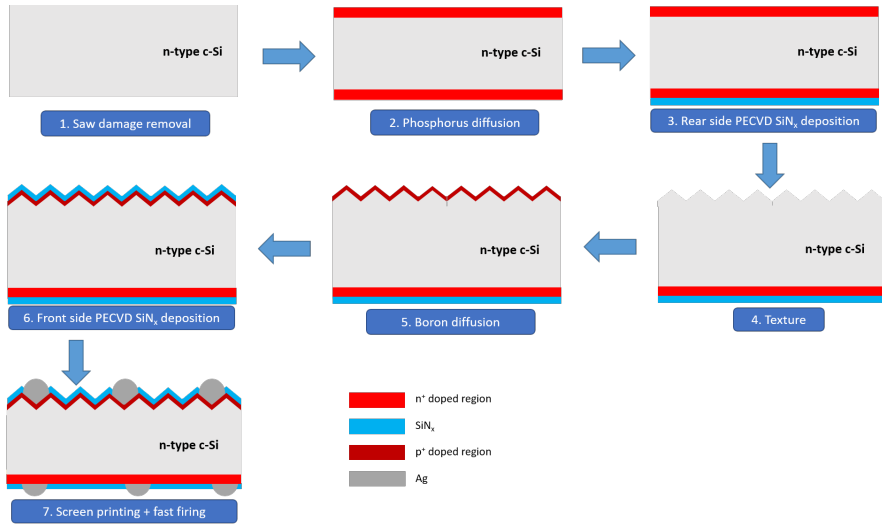 n-type c-Si
n-type c-Si
n-type c-Si
1. Saw damage removal
2. Phosphorus diffusion
3. Rear side PECVD SiNx deposition
n-type c-Si
n-type c-Si
n-type c-Si
6. Front side PECVD SiNx deposition
5. Boron diffusion
4. Texture
n-type c-Si
7. Screen printing + fast firing
n⁺ doped region
SiNx
p⁺ doped region
Ag